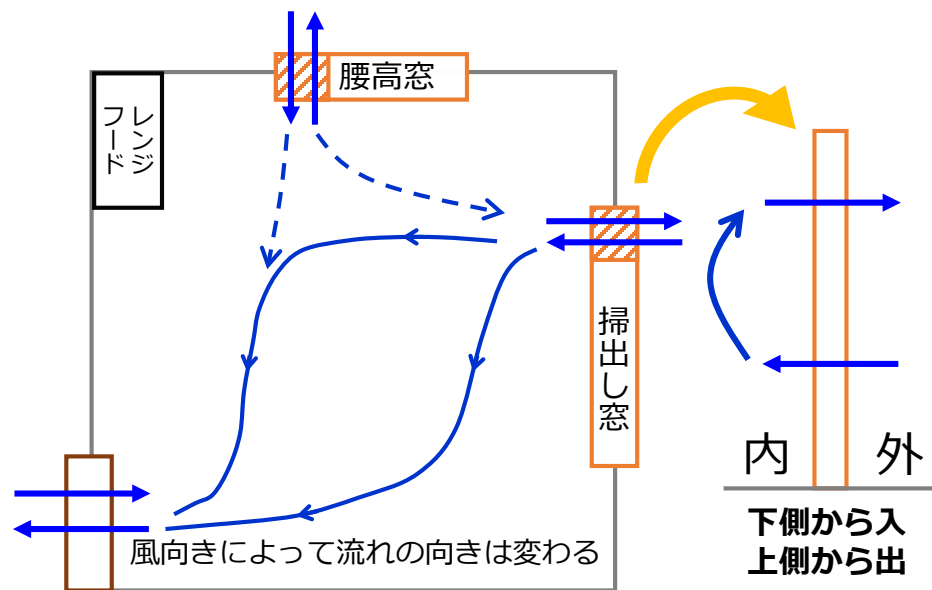 腰高窓
レンジ
フード
掃出し窓
内
外
風向きによって流れの向きは変わる
下側から入
上側から出